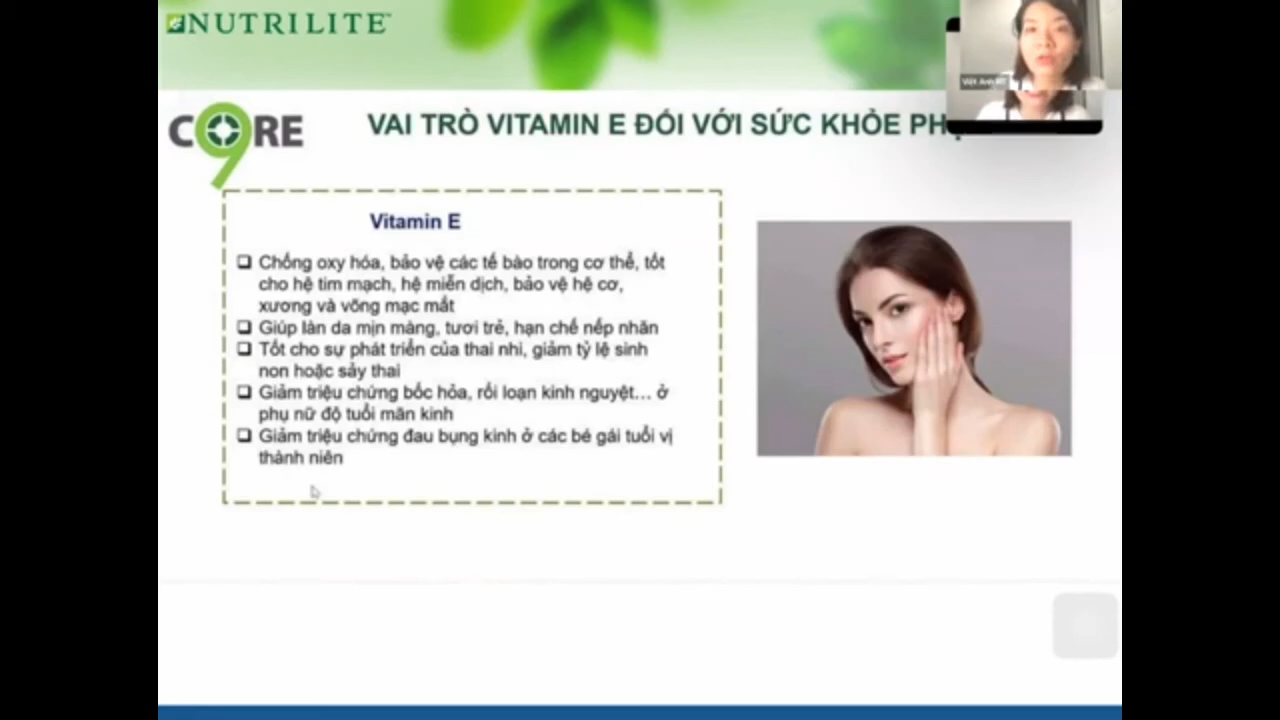 NUTRILITE™
CORE 9
VAI TRÒ VITAMIN E ĐỐI VỚI SỨC KHỎE
Vitamin E
❑ Chống oxy hóa, bảo vệ các tế bào trong cơ thể, tốt
cho hệ tim mạch, hệ miễn dịch, bảo vệ hệ cơ,
xương và võng mạc mắt
❑ Giúp làn da mịn màng, tươi trẻ, hạn chế nếp nhăn
❑ Tốt cho sự phát triển của thai nhi, giảm tỷ lệ sinh
non hoặc sảy thai
❑ Giảm triệu chứng bốc hỏa, rối loạn kinh nguyệt… ở
phụ nữ độ tuổi mãn kinh
❑ Giảm triệu chứng đau bụng kinh ở các bé gái tuổi vị
thành niên